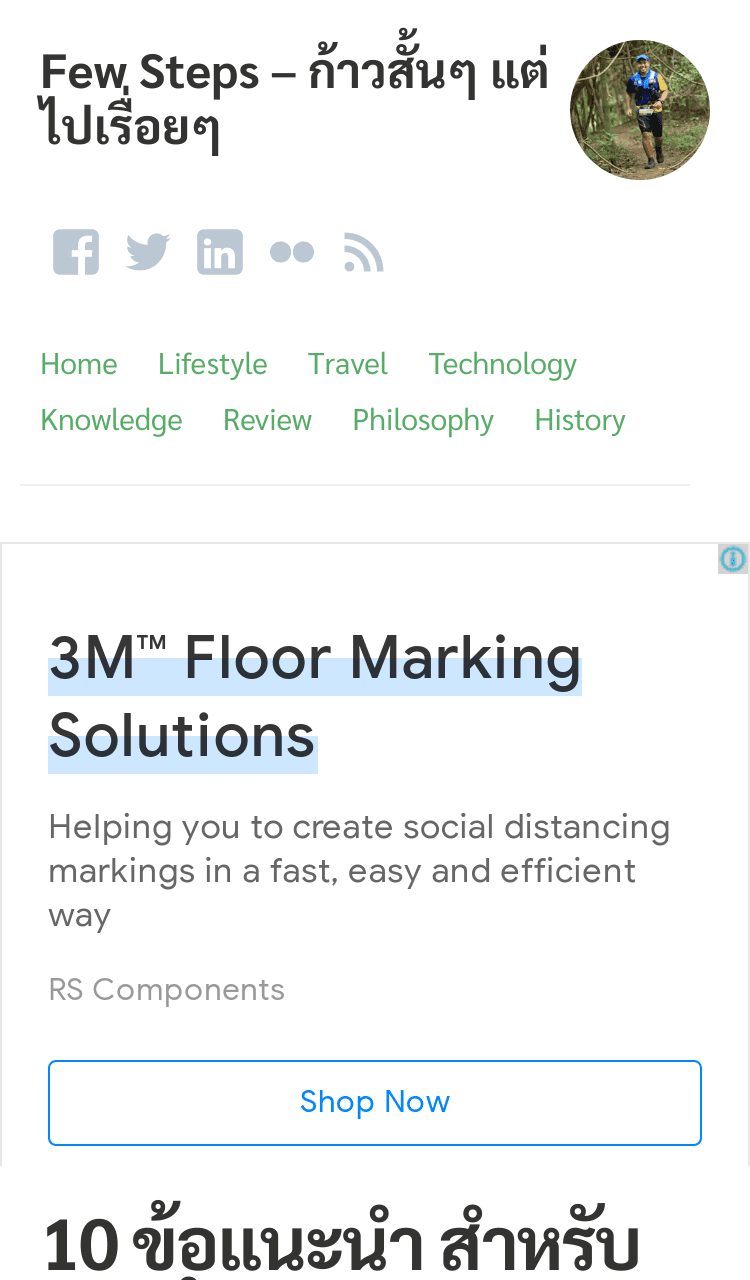 Few Steps – ก้าวสั้นๆ แต่
ไปเรื่อยๆ
Home Lifestyle Travel Technology
Knowledge Review Philosophy History
3M™ Floor Marking
Solutions
Helping you to create social distancing
markings in a fast, easy and efficient
way
RS Components
Shop Now
10 ข้อแนะนำ สำหรับ